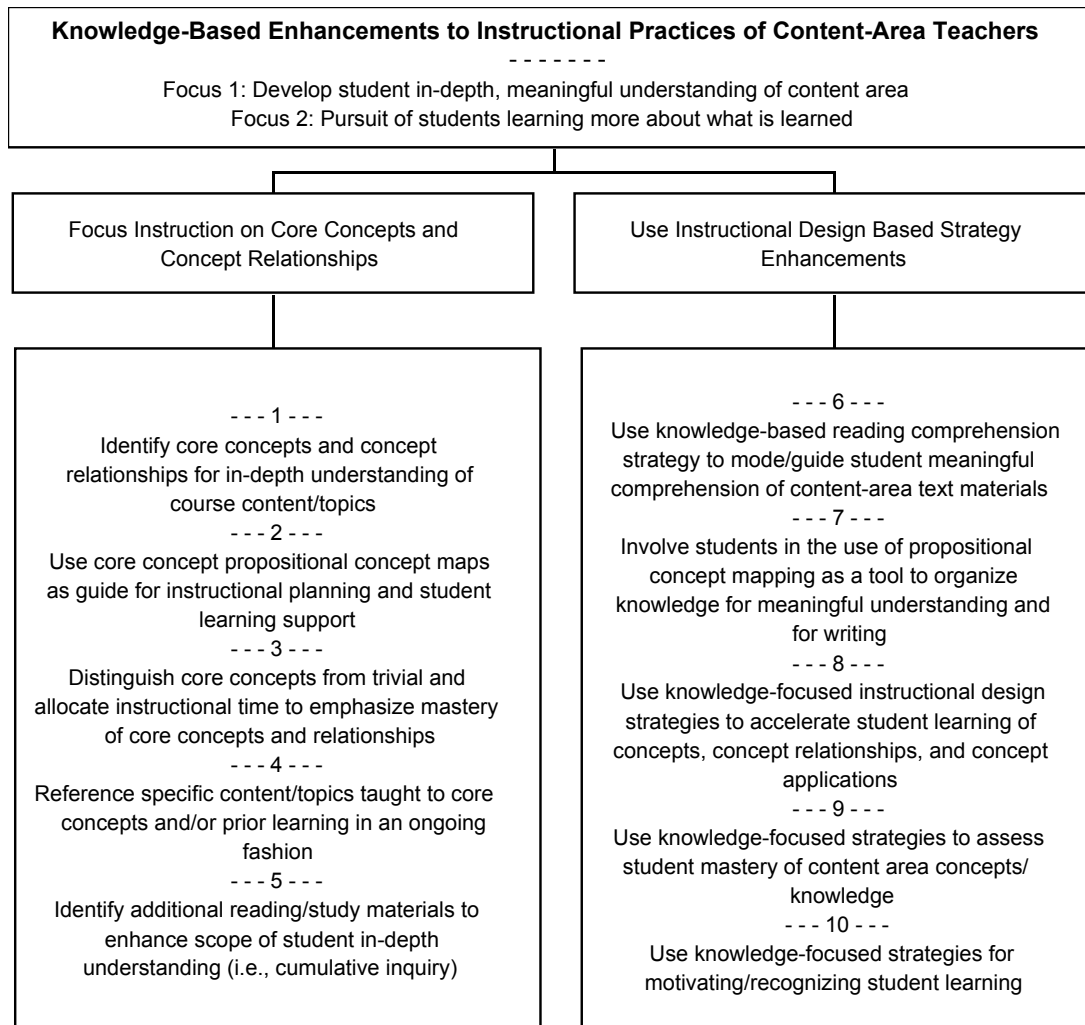 Knowledge-Based Enhancements to Instructional Practices of Content-Area Teachers
- - - - - - -
Focus 1: Develop student in-depth, meaningful understanding of content area
Focus 2: Pursuit of students learning more about what is learned
Focus Instruction on Core Concepts and
Concept Relationships
Use Instructional Design Based Strategy
Enhancements
- - - 1 - - -
Identify core concepts and concept
relationships for in-depth understanding of
course content/topics
- - - 2 - - -
Use core concept propositional concept maps
as guide for instructional planning and student
learning support
- - - 3 - - -
Distinguish core concepts from trivial and
allocate instructional time to emphasize mastery
of core concepts and relationships
- - - 4 - - -
Reference specific content/topics taught to core
concepts and/or prior learning in an ongoing
fashion
- - - 5 - - -
Identify additional reading/study materials to
enhance scope of student in-depth
understanding (i.e., cumulative inquiry)
- - - 6 - - -
Use knowledge-based reading comprehension
strategy to mode/guide student meaningful
comprehension of content-area text materials
- - - 7 - - -
Involve students in the use of propositional
concept mapping as a tool to organize
knowledge for meaningful understanding and
for writing
- - - 8 - - -
Use knowledge-focused instructional design
strategies to accelerate student learning of
concepts, concept relationships, and concept
applications
- - - 9 - - -
Use knowledge-focused strategies to assess
student mastery of content area concepts/
knowledge
- - - 10 - - -
Use knowledge-focused strategies for
motivating/recognizing student learning